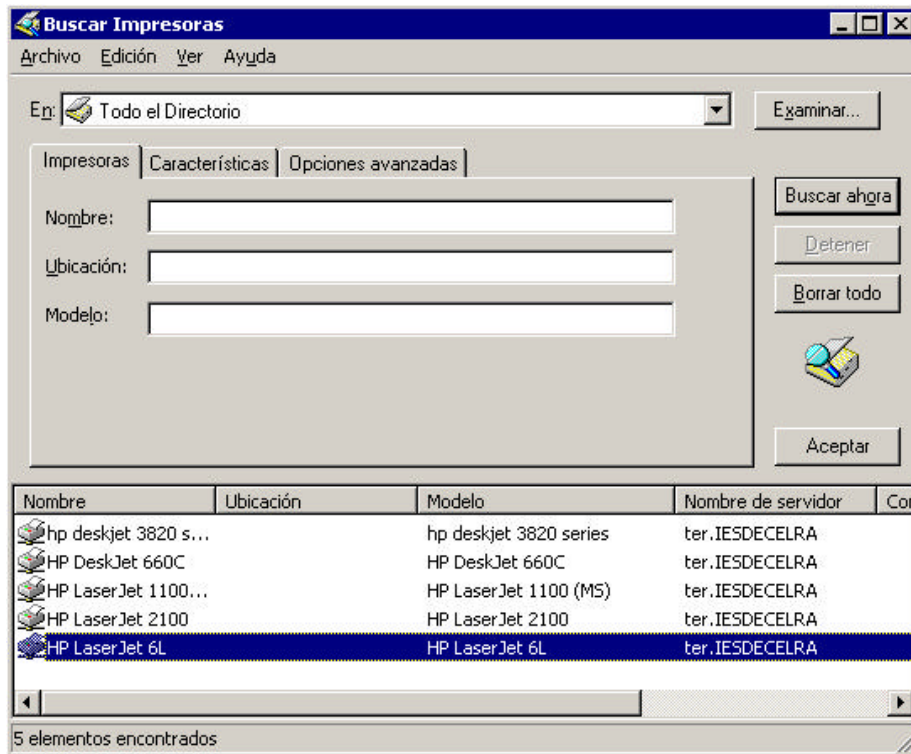 Buscar Impresoras
Archivo Edición Ver Ayuda
En: Todo el Directorio Examinar...
Impresoras Características Opciones avanzadas
Nombre:
Ubicación:
Modelo:
Buscar ahora
Detener
Borrar todo
Aceptar
Nombre Ubicación Modelo Nombre de servidor Cor
hp deskjet 3820 s... hp deskjet 3820 series ter.IESDECELRA
HP DeskJet 660C HP DeskJet 660C ter.IESDECELRA
HP LaserJet 1100... HP LaserJet 1100 (MS) ter.IESDECELRA
HP LaserJet 2100 HP LaserJet 2100 ter.IESDECELRA
HP LaserJet 6L HP LaserJet 6L ter.IESDECELRA
5 elementos encontrados